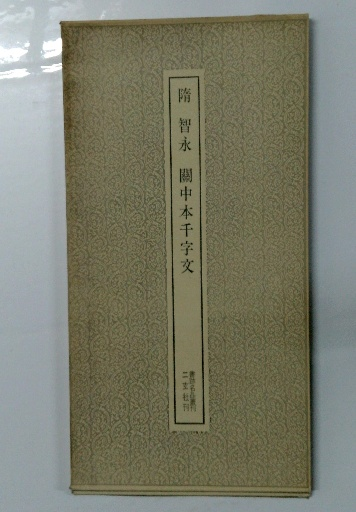 隋 智永 關中本千字文
書跡名品叢刊
二玄社刊